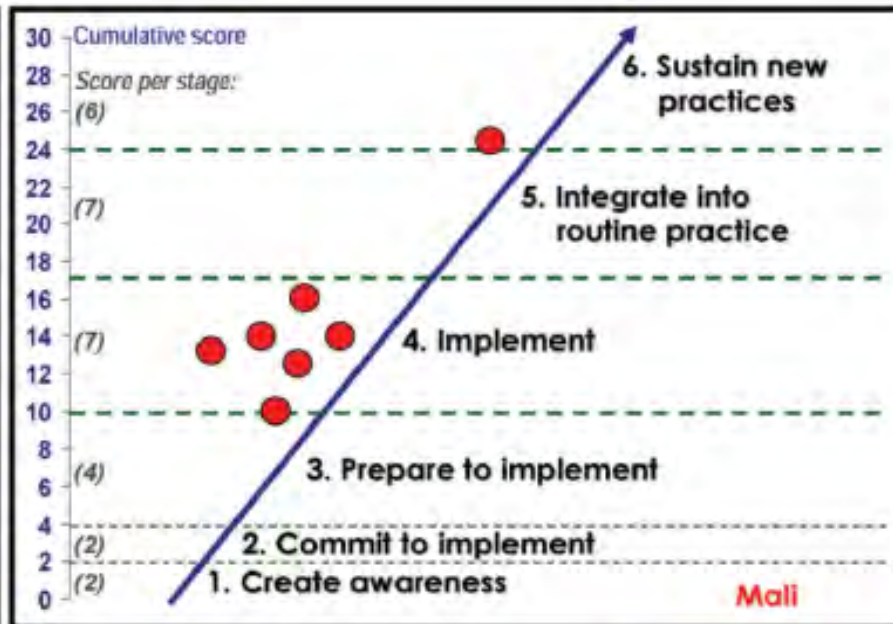 30 Cumulative score
28 Score per stage:
26 (6)
6. Sustain new
practices
24
22
20 (7)
5. Integrate into
routine practice
18
16
14 (7)
4. Implement
12
10
8
6 (4)
3. Prepare to implement
4
(2) 2. Commit to implement
2
(2) 1. Create awareness
0
Mali